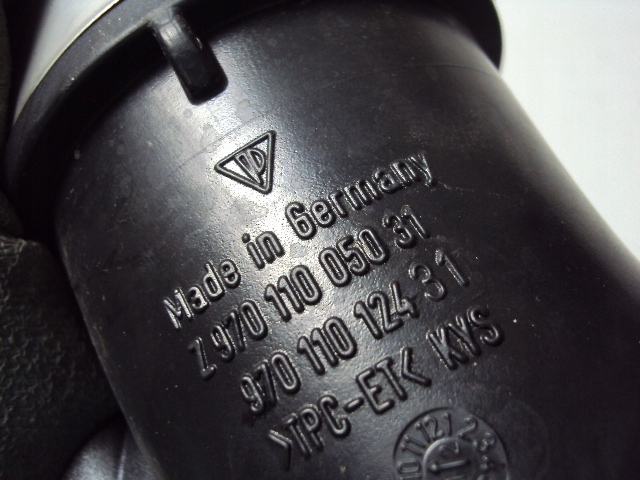 Made in Germany
Z 970 110 050 31
970 110 124 31
>TPC-ET< KYS